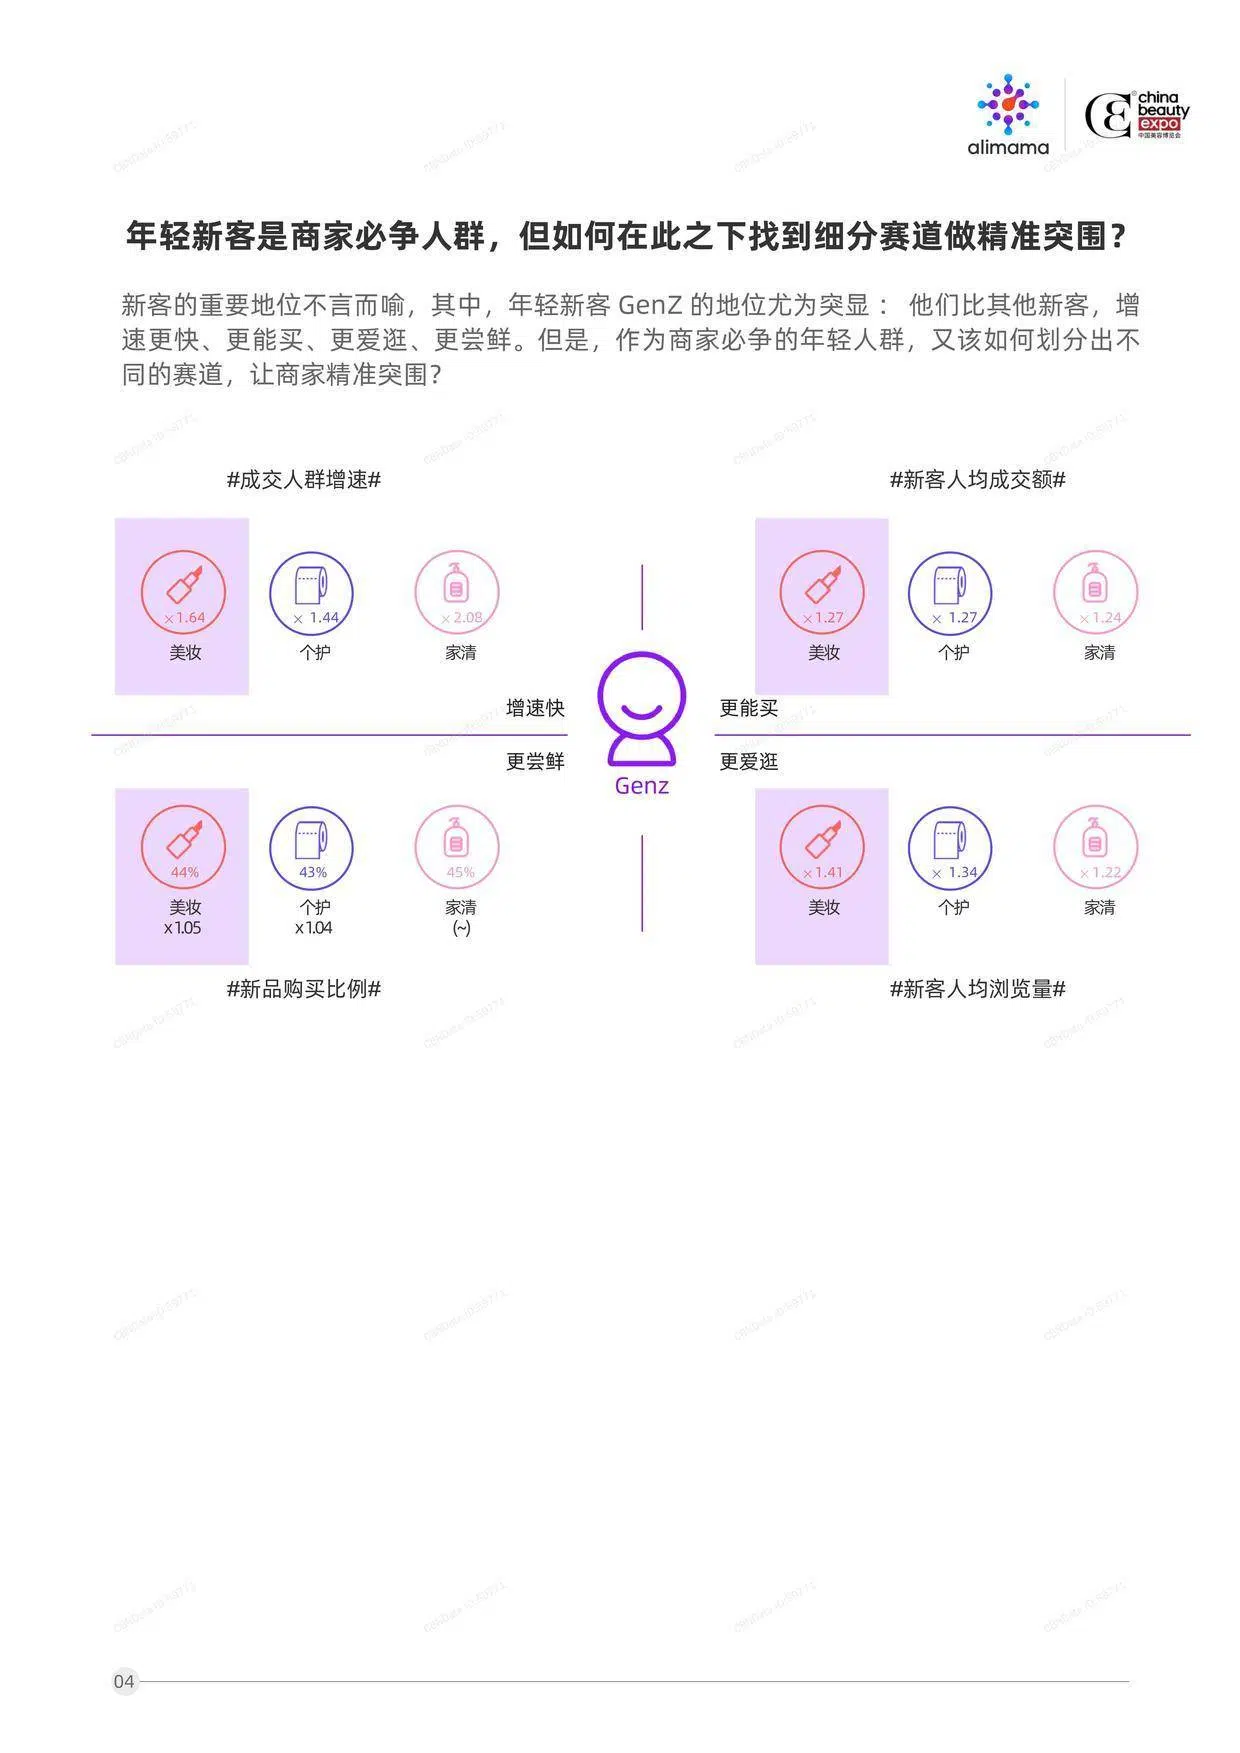 alimama
china
beauty
expo
中国美容博览会
年轻新客是商家必争人群，但如何在此之下找到细分赛道做精准突围？
新客的重要地位不言而喻，其中，年轻新客 GenZ 的地位尤为突显： 他们比其他新客，增
速更快、更能买、更爱逛、更尝鲜。但是，作为商家必争的年轻人群，又该如何划分出不
同的赛道，让商家精准突围？
#成交人群增速#
×1.64
× 1.44
×2.08
美妆
个护
家清
#新客人均成交额#
×1.27
× 1.27
×1.24
美妆
个护
家清
增速快
更能买
更尝鲜
更爱逛
Genz
44%
43%
45%
美妆
个护
家清
x1.05
x1.04
(~)
#新品购买比例#
×1.41
× 1.34
×1.22
美妆
个护
家清
#新客人均浏览量#
04
CBNData ID:59771